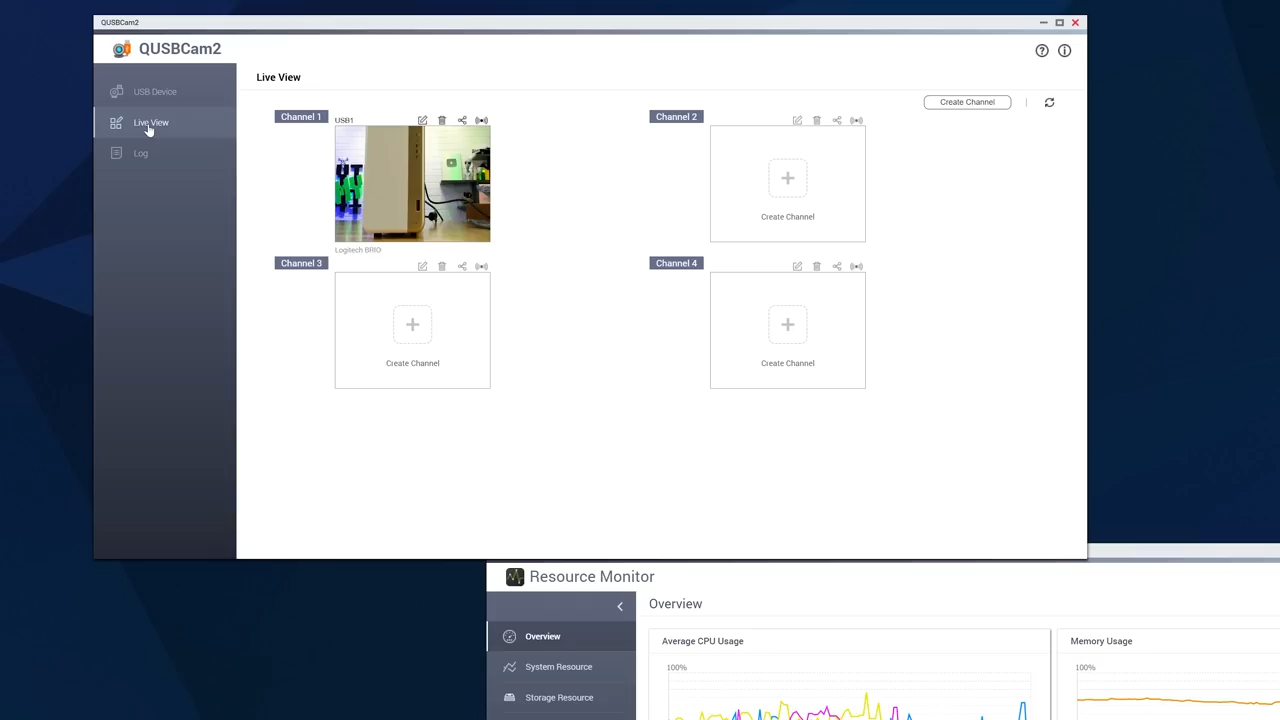 QUSBCam2
QUSBCam2
USB Device
Live View
Log
Live View
Create Channel
Channel 1
USB1
Logitech BRIO
Channel 2
Create Channel
Channel 3
Create Channel
Channel 4
Create Channel
Resource Monitor
Overview
System Resource
Storage Resource
Overview
Average CPU Usage
100%
Memory Usage
100%